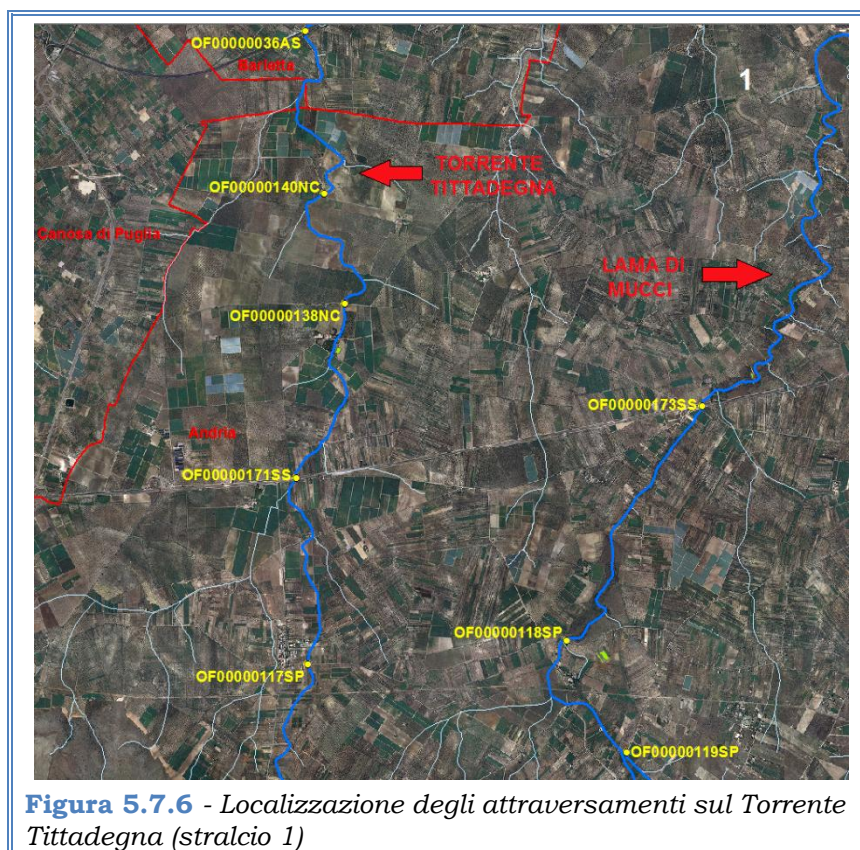 OF00000036AS
Barletta
1
TORRENTE
TITTADEGNA
OF00000140NC
Canosa di Puglia
LAMA DI
MUCCI
OF00000138NC
OF00000173SS
Andria
OF00000171SS
OF00000118SP
OF00000117SP
OF00000119SP
Figura 5.7.6 - Localizzazione degli attraversamenti sul Torrente
Tittadegna (stralcio 1)